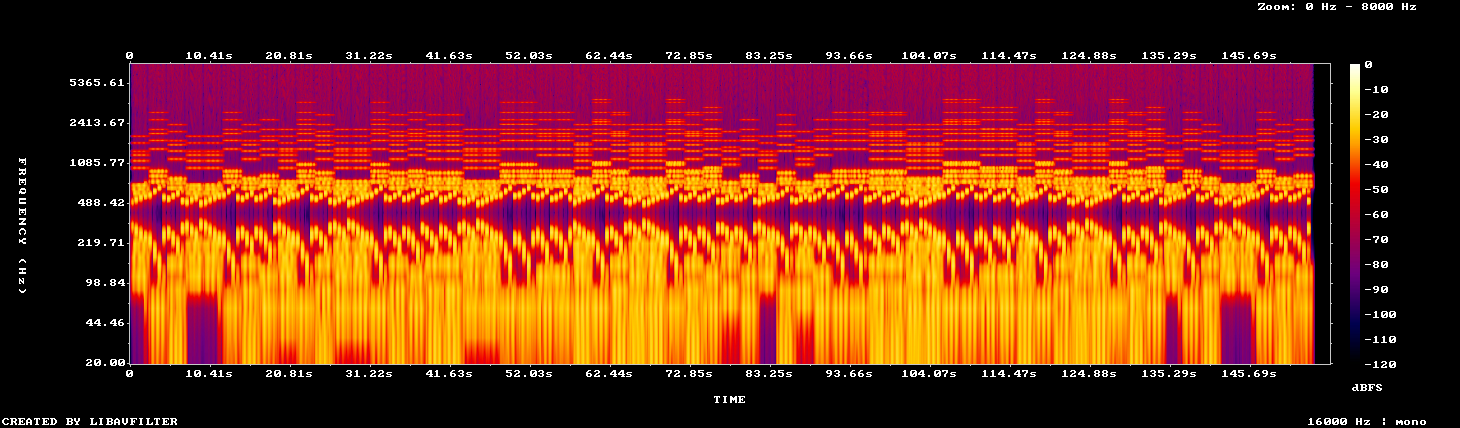 Zoom: 0 Hz - 8000 Hz
0 10.41s 20.81s 31.22s 41.63s 52.03s 62.44s 72.85s 83.25s 93.66s 104.07s 114.47s 124.88s 135.29s 145.69s
5365.61
2413.67
1085.77
488.42
219.71
98.84
44.46
20.00
FREQUENCY (Hz)
0
-10
-20
-30
-40
-50
-60
-70
-80
-90
-100
-110
-120
dBFS
0 10.41s 20.81s 31.22s 41.63s 52.03s 62.44s 72.85s 83.25s 93.66s 104.07s 114.47s 124.88s 135.29s 145.69s
TIME
CREATED BY LIBAVFILTER
16000 Hz | mono